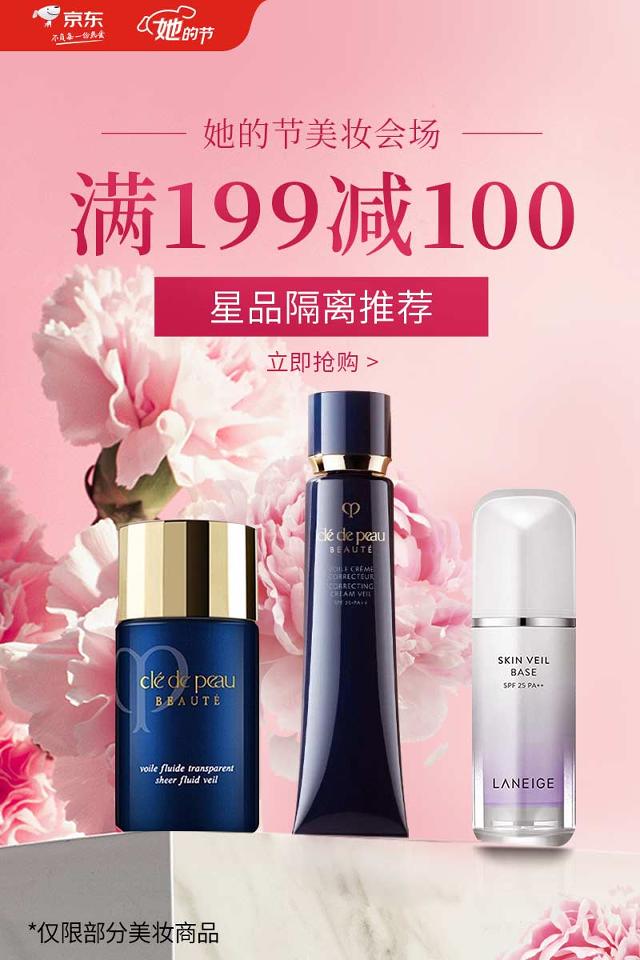 京东
不负每一份热爱
她的节
她的节美妆会场
满199减100
星品隔离推荐
立即抢购 >
clé de peau
BEAUTÉ
voile fluide transparent
sheer fluid veil
clé de peau
BEAUTÉ
VOILE CRÈME
CORRECTEUR
CORRECTING
CREAM VEIL
SPF 25·PA++
SKIN VEIL
BASE
SPF 25 PA++
LANEIGE
*仅限部分美妆商品